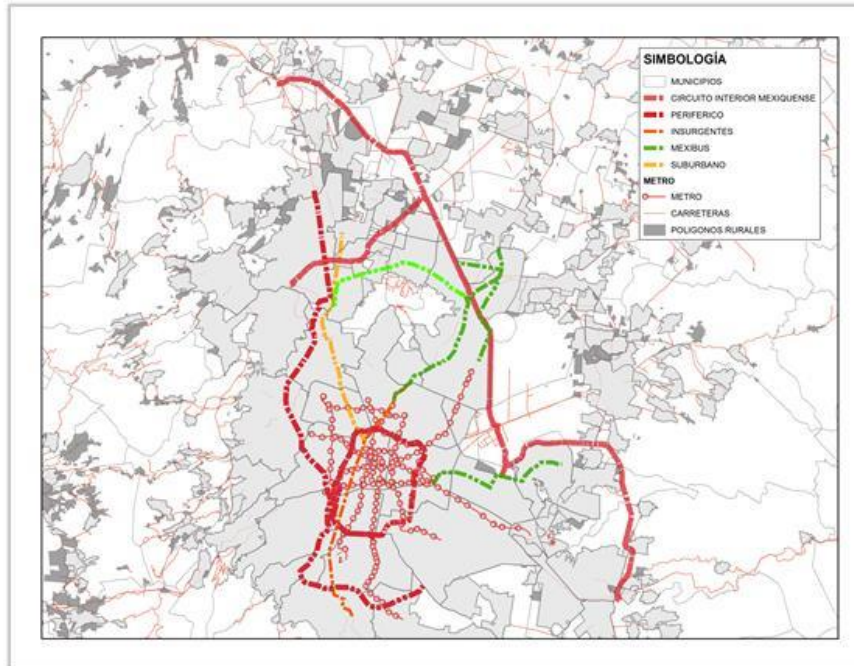 SIMBOLOGÍA
MUNICIPIOS
CIRCUITO INTERIOR MEXIQUENSE
PERIFERICO
INSURGENTES
MEXIBUS
SUBURBANO
METRO
METRO
CARRETERAS
POLIGONOS RURALES